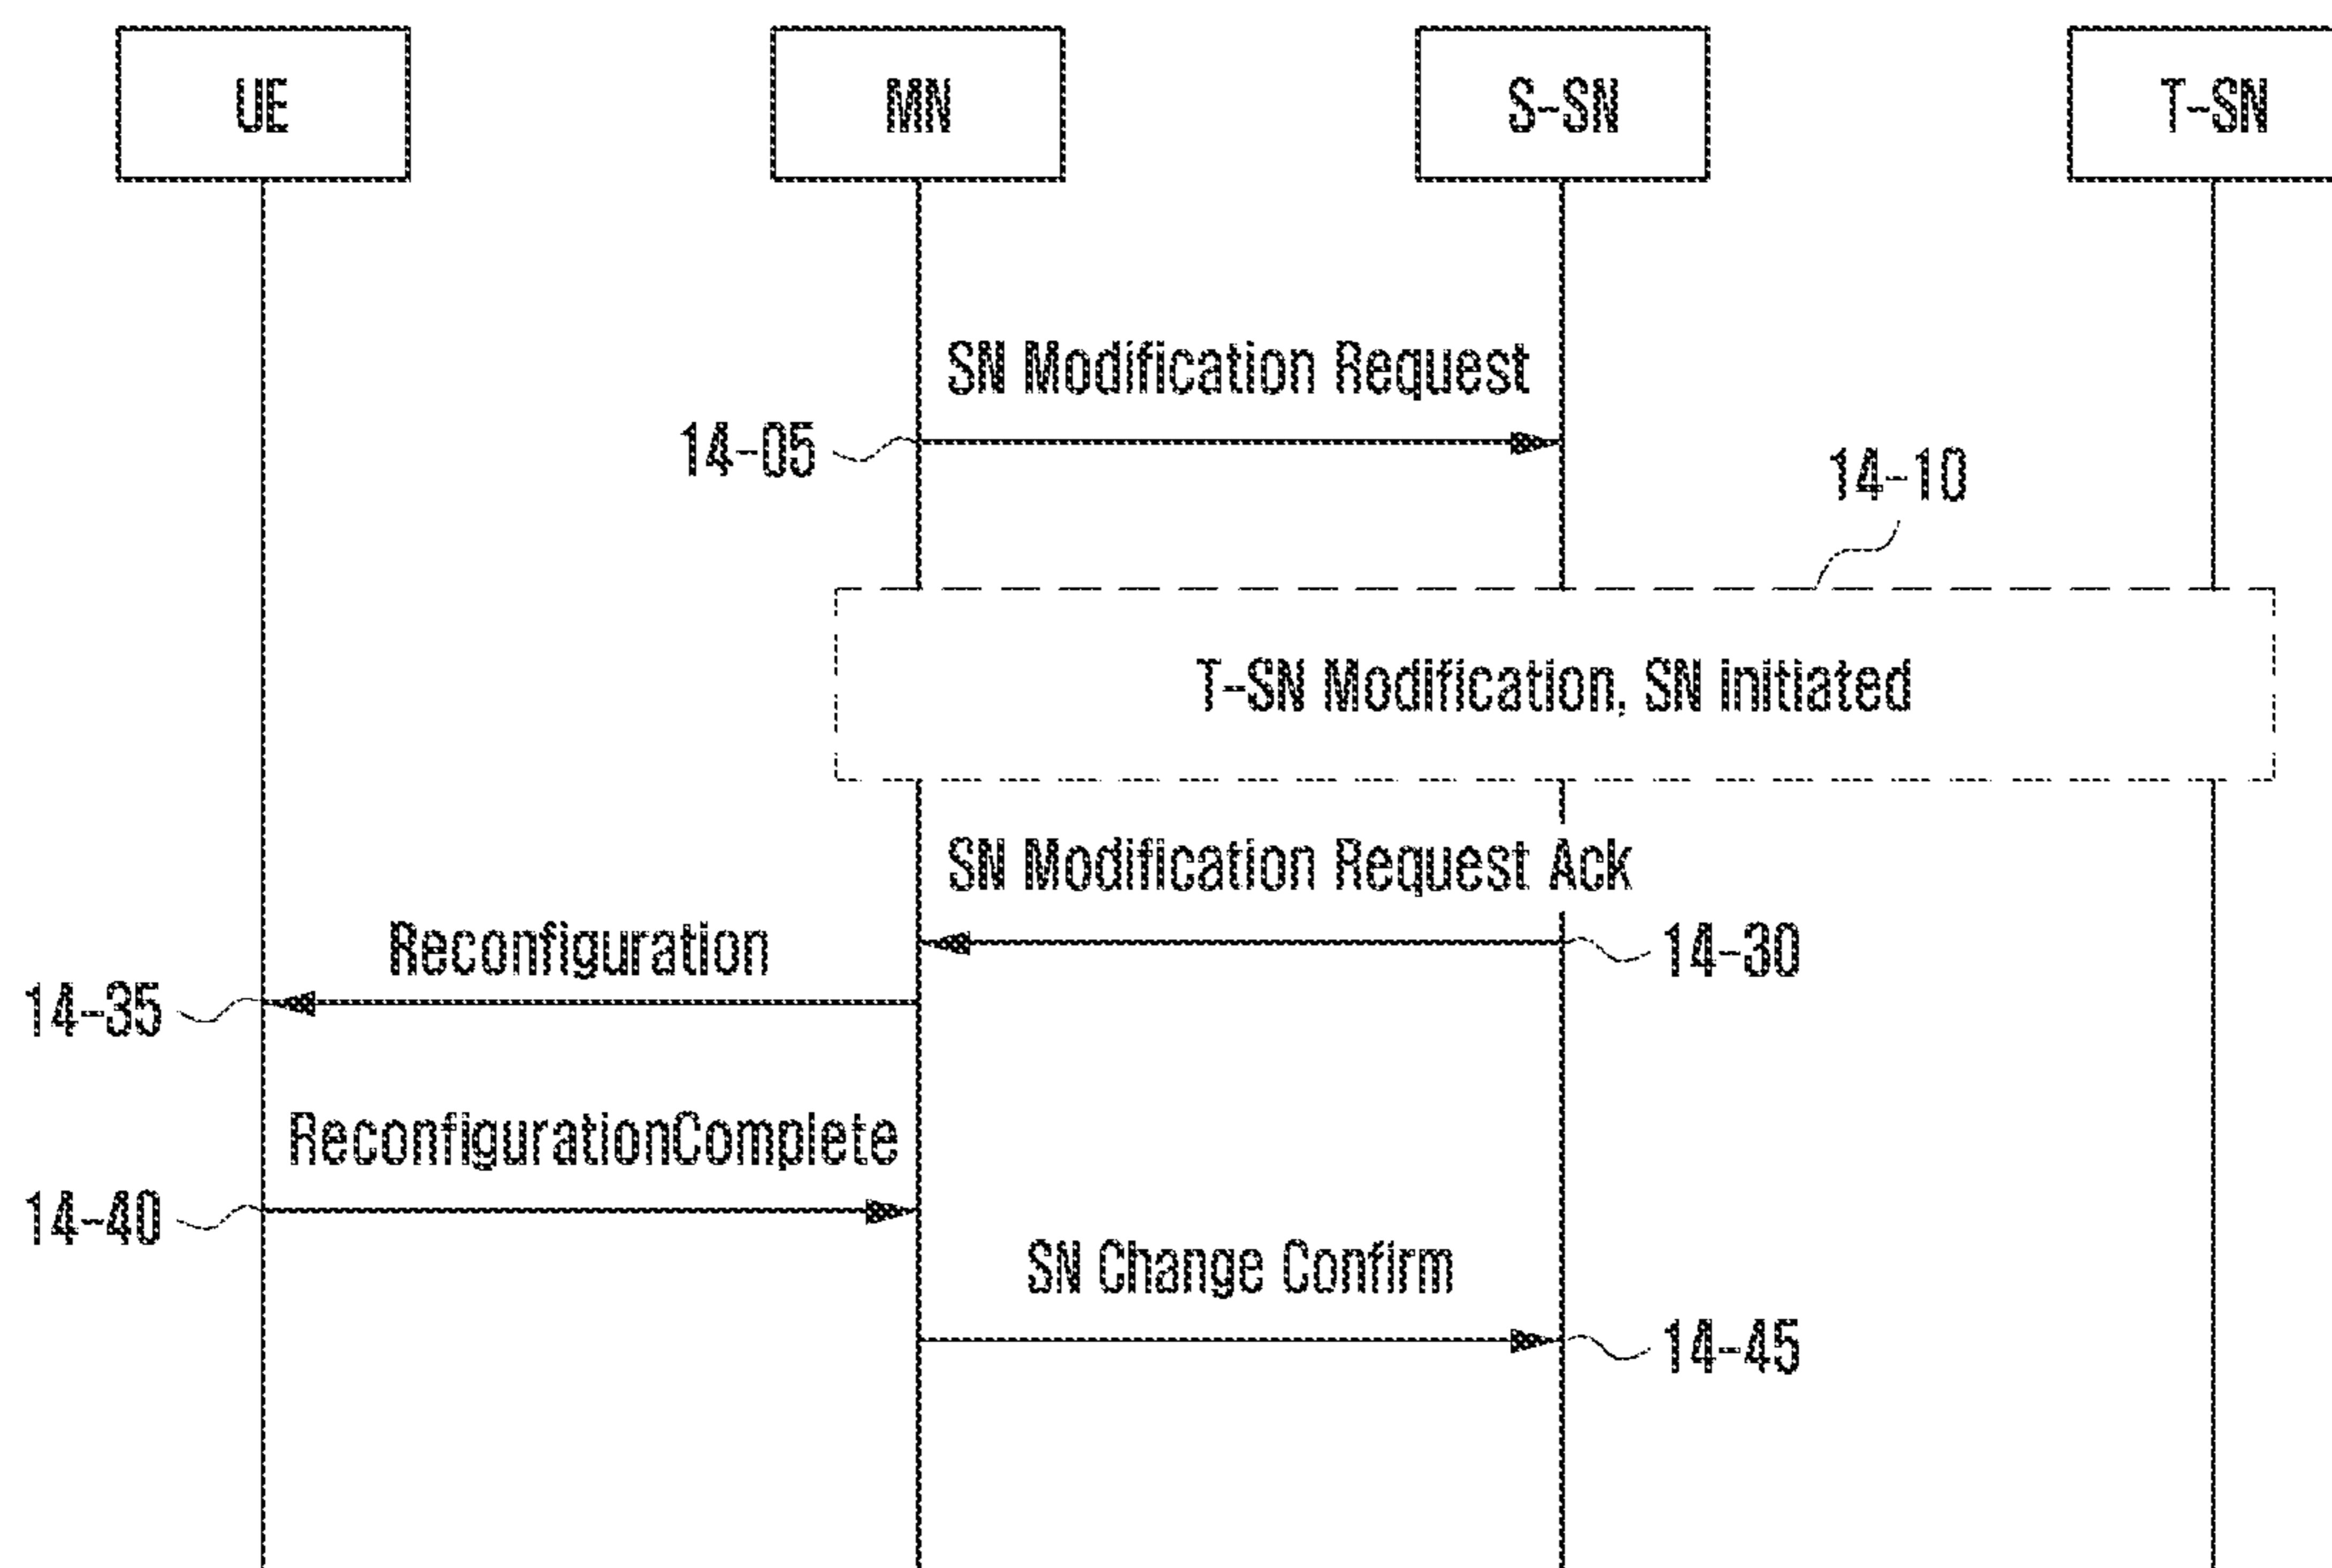 UE
MN
S-SN
T-SN
SN Modification Request
14-05
14-10
T-SN Modification, SN initiated
SN Modification Request Ack
Reconfiguration
14-30
14-35
ReconfigurationComplete
14-40
SN Change Confirm
14-45